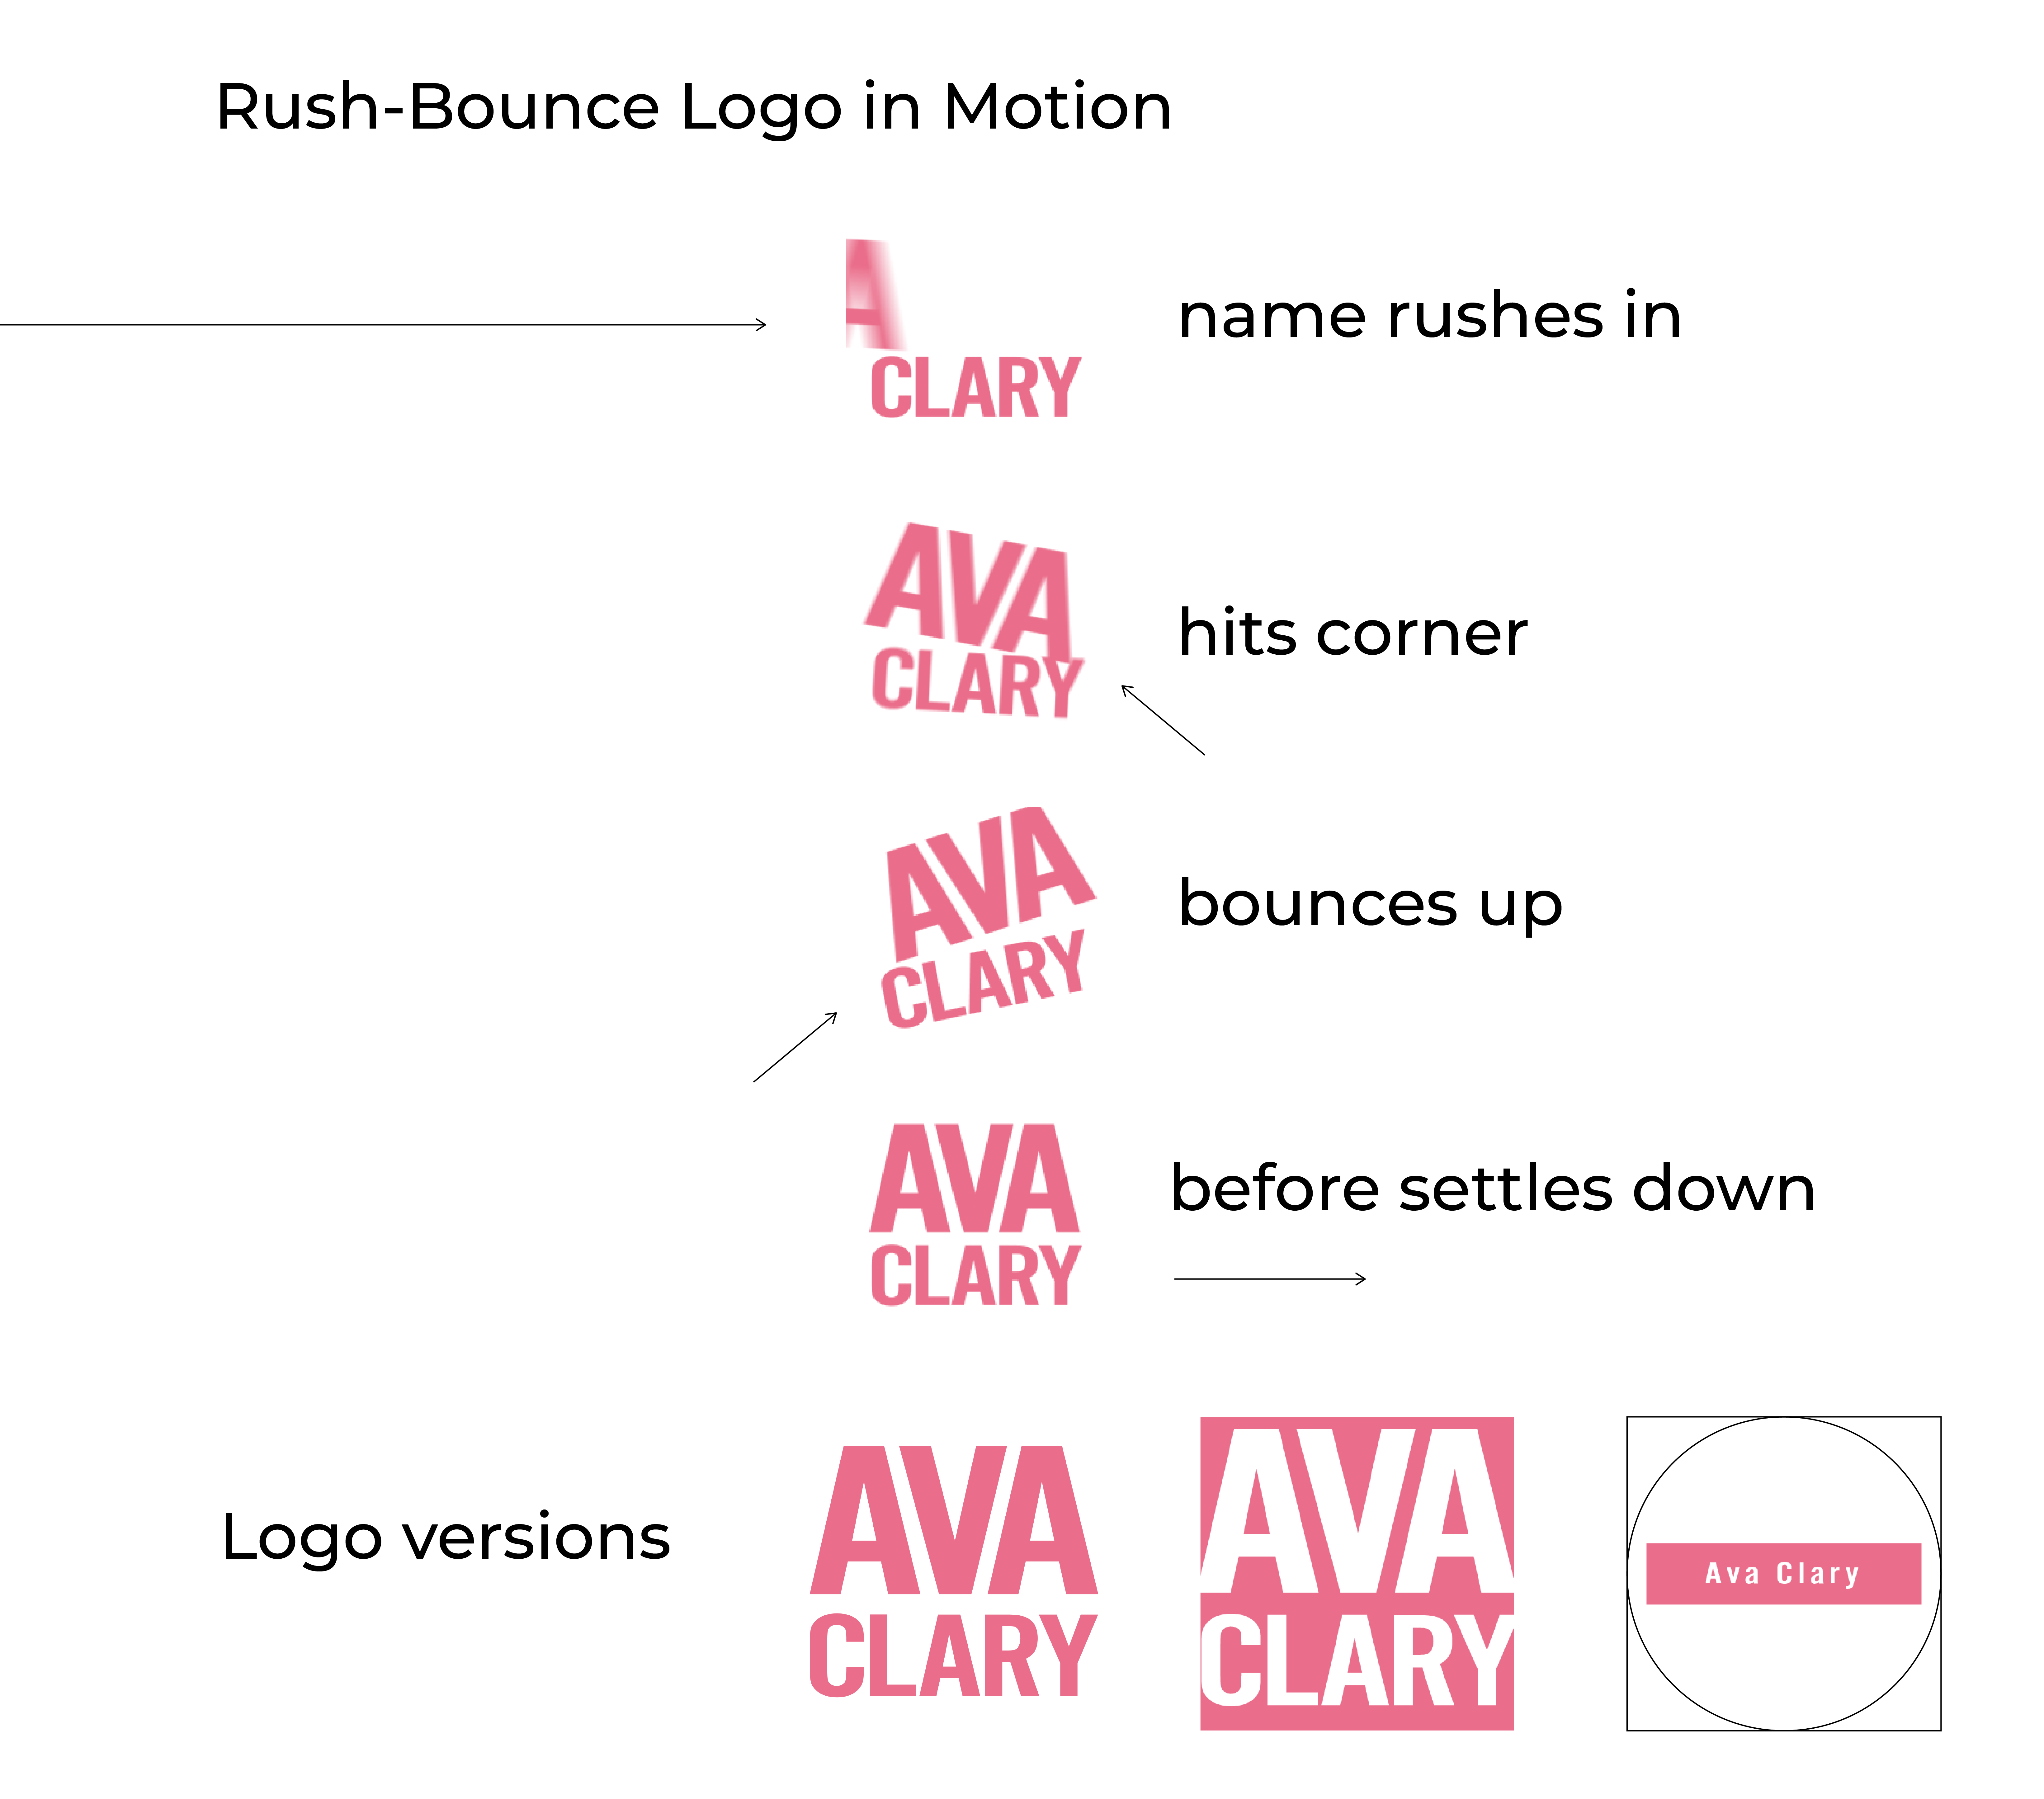 Rush-Bounce Logo in Motion
A
name rushes in
CLARY
AVA
hits corner
CLARY
AVA
bounces up
CLARY
AVA
before settles down
CLARY
Logo versions
AVA
CLARY
AVA
CLARY
Ava Clary